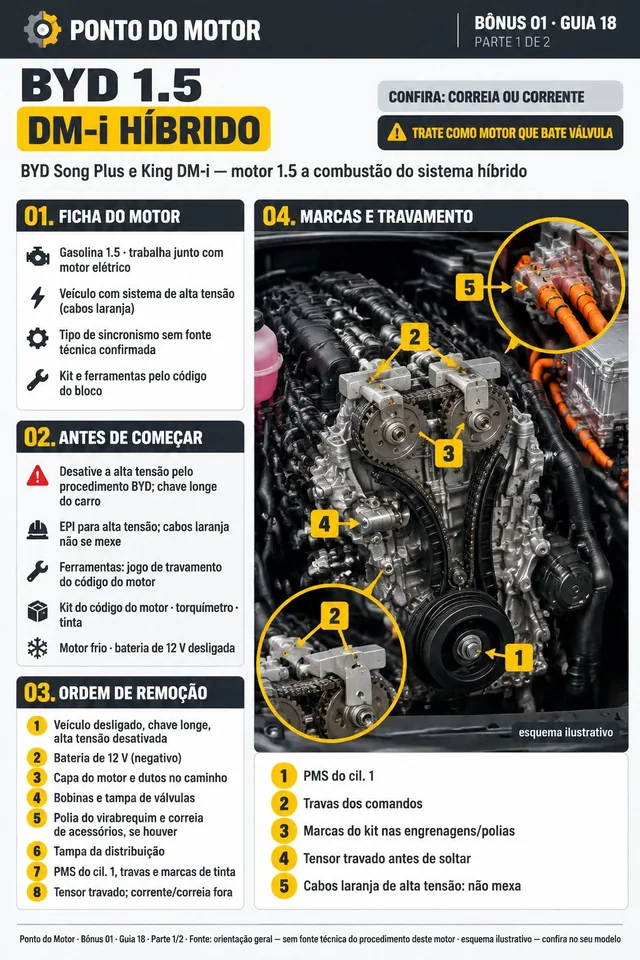 PONTO DO MOTOR
BÔNUS 01 · GUIA 18
PARTE 1 DE 2
BYD 1.5
DM-i HÍBRIDO
CONFIRA: CORREIA OU CORRENTE
TRATE COMO MOTOR QUE BATE VÁLVULA
BYD Song Plus e King DM-i — motor 1.5 a combustão do sistema híbrido
01. FICHA DO MOTOR
Gasolina 1.5 · trabalha junto com
motor elétrico
Veículo com sistema de alta tensão
(cabos laranja)
Tipo de sincronismo sem fonte
técnica confirmada
Kit e ferramentas pelo código
do bloco
02. ANTES DE COMEÇAR
Desative a alta tensão pelo
procedimento BYD; chave longe
do carro
EPI para alta tensão; cabos laranja
não se mexe
Ferramentas: jogo de travamento
do código do motor
Kit do código do motor · torquímetro ·
tinta
Motor frio · bateria de 12 V desligada
03. ORDEM DE REMOÇÃO
1 Veículo desligado, chave longe,
alta tensão desativada
2 Bateria de 12 V (negativo)
3 Capa do motor e dutos no caminho
4 Bobinas e tampa de válvulas
5 Polia do virabrequim e correia
de acessórios, se houver
6 Tampa da distribuição
7 PMS do cil. 1, travas e marcas de tinta
8 Tensor travado; corrente/correia fora
04. MARCAS E TRAVAMENTO
5
2
3
4
2
1
esquema ilustrativo
1 PMS do cil. 1
2 Travas dos comandos
3 Marcas do kit nas engrenagens/polias
4 Tensor travado antes de soltar
5 Cabos laranja de alta tensão: não mexa
Ponto do Motor · Bônus 01 · Guia 18 · Parte 1/2 · Fonte: orientação geral — sem fonte técnica do procedimento deste motor · esquema ilustrativo — confira no seu modelo